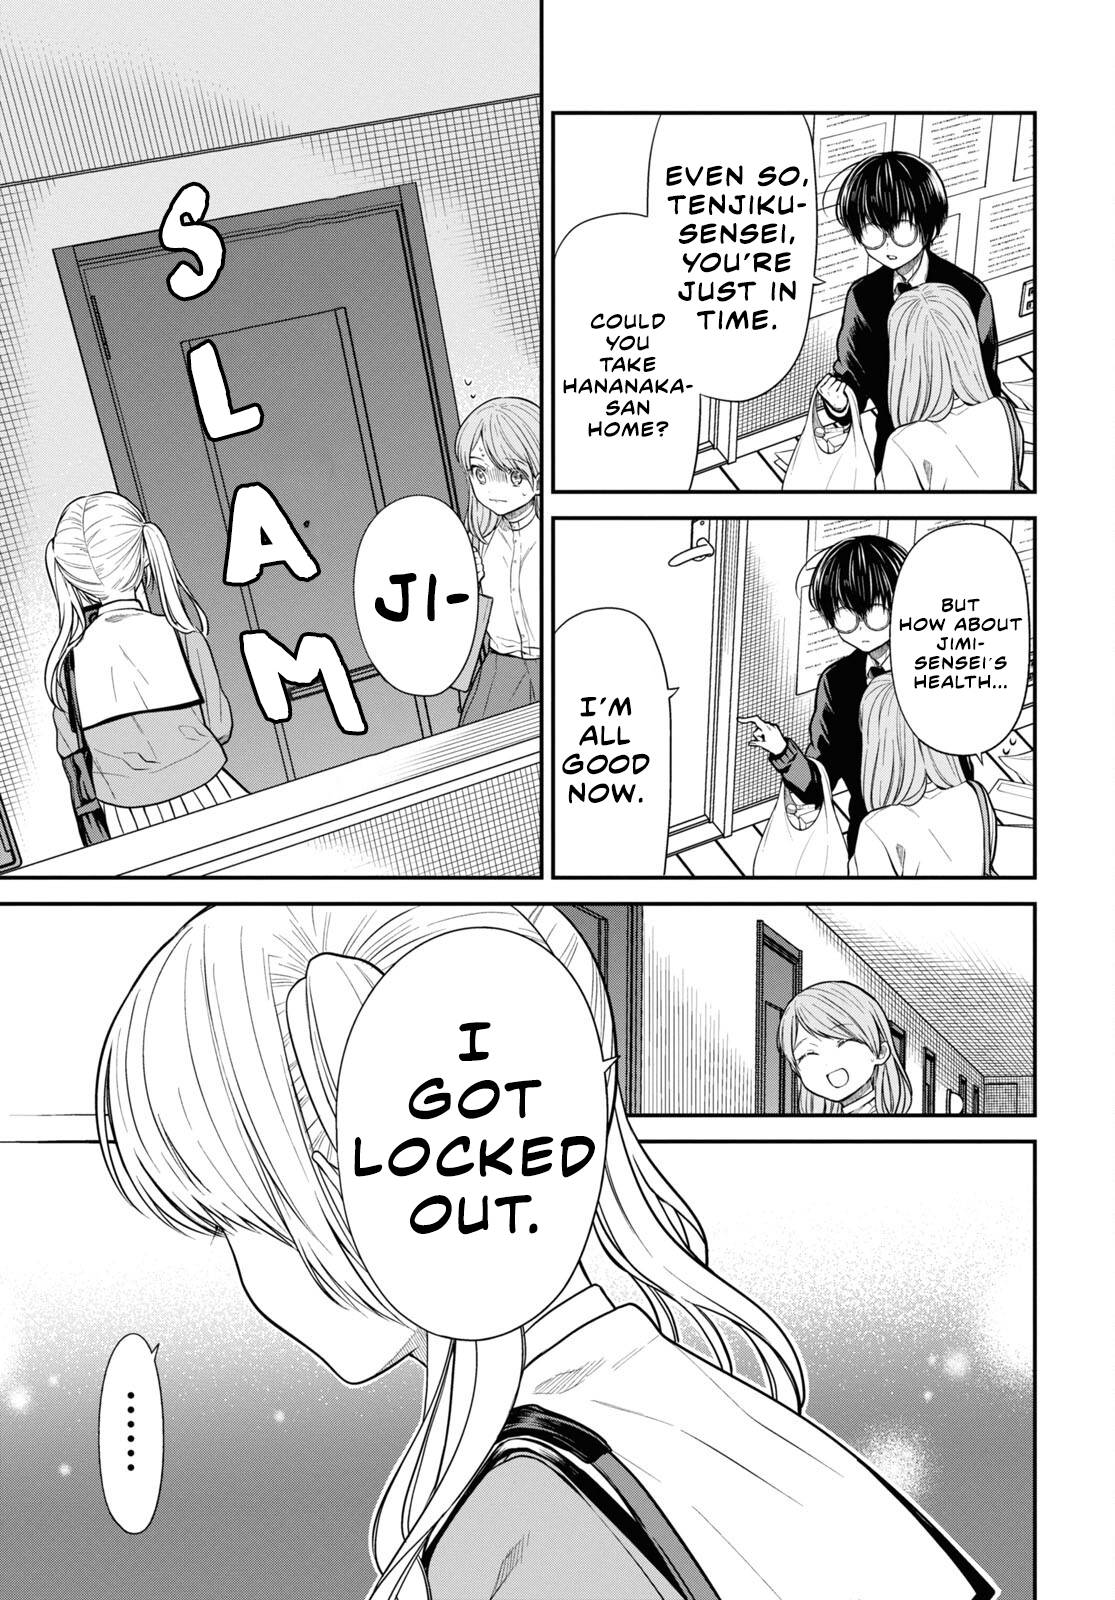 EVEN SO,
TENJIKU-
SENSEI,
YOU'RE
JUST IN
TIME.
COULD
YOU
TAKE
HANANAKA-
SAN
HOME?
BUT
HOW ABOUT
JIMI-
SENSEI'S
HEALTH...
I'M
ALL
GOOD
NOW.
JI-
SLAM
I
GOT
LOCKED
OUT.
.......